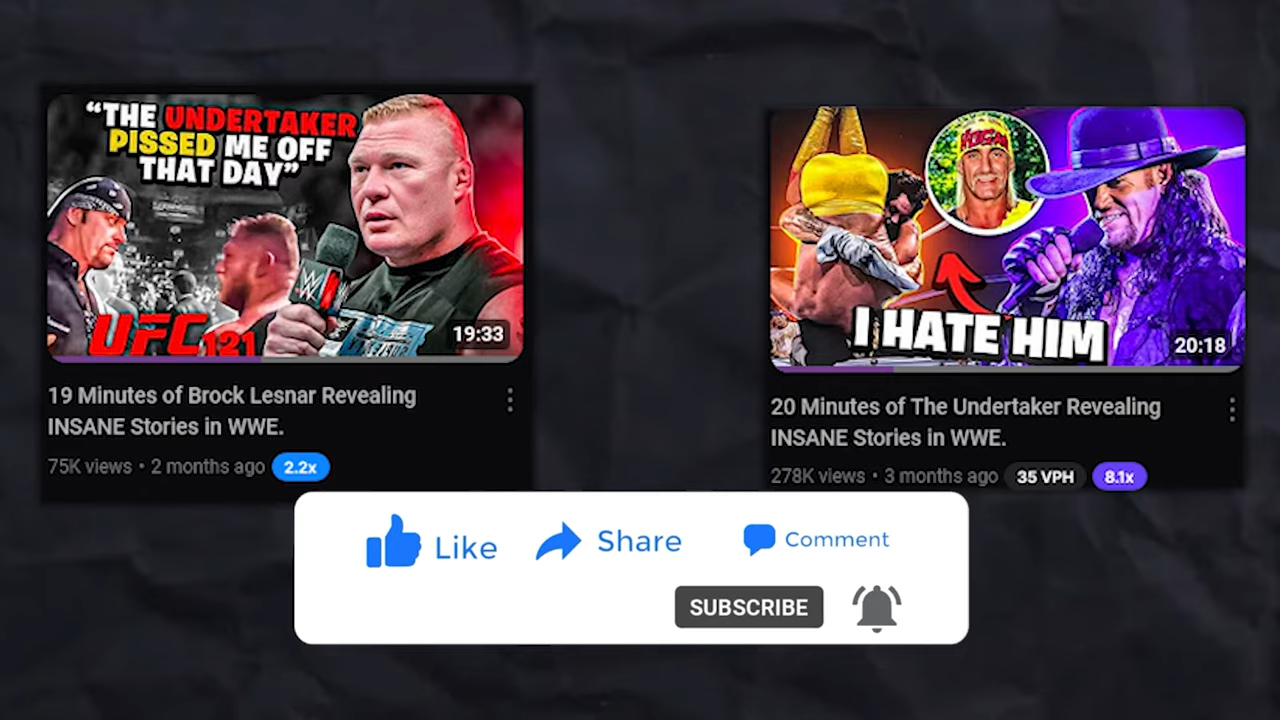 “THE UNDERTAKER
PISSED ME OFF
THAT DAY”
W
UFC 121
19:33
19 Minutes of Brock Lesnar Revealing
INSANE Stories in WWE.
75K views • 2 months ago 2.2x
HOGAN
I HATE HIM
20:18
20 Minutes of The Undertaker Revealing
INSANE Stories in WWE.
278K views • 3 months ago 35 VPH 8.1x
Like
Share
Comment
SUBSCRIBE